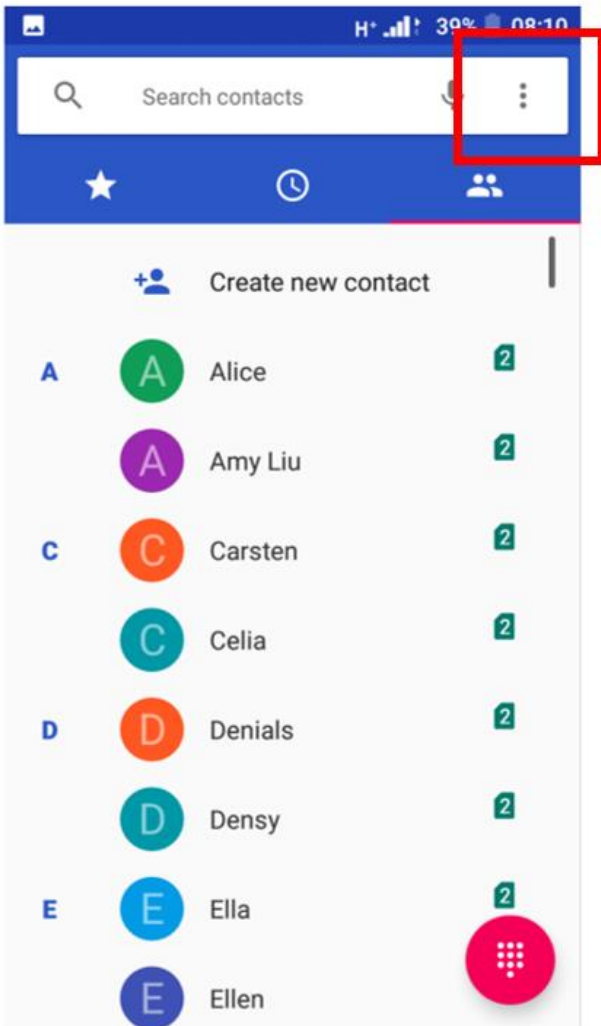 H+ 39% 08:10
Search contacts
Create new contact
A A Alice 2
A Amy Liu 2
C C Carsten 2
C Celia 2
D D Denials 2
D Densy 2
E E Ella 2
E Ellen